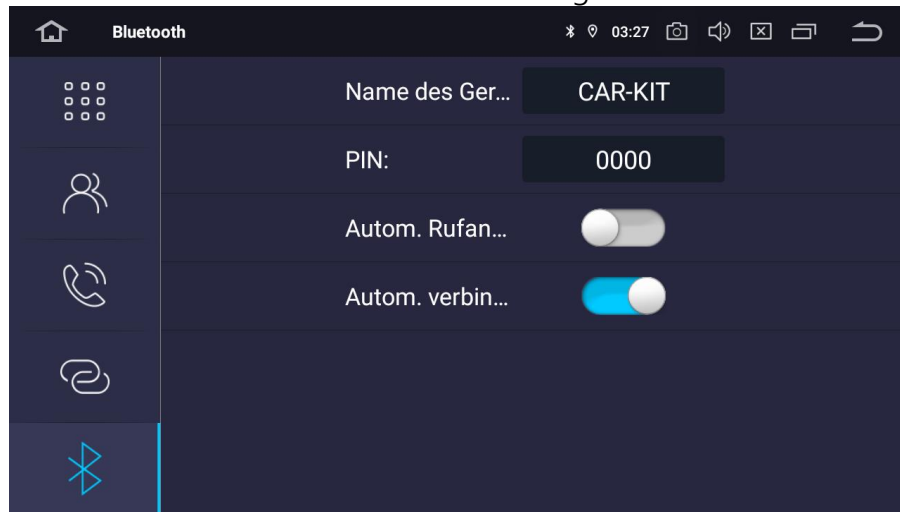 Bluetooth 03:27
Name des Ger... CAR-KIT
PIN: 0000
Autom. Rufan...
Autom. verbin...